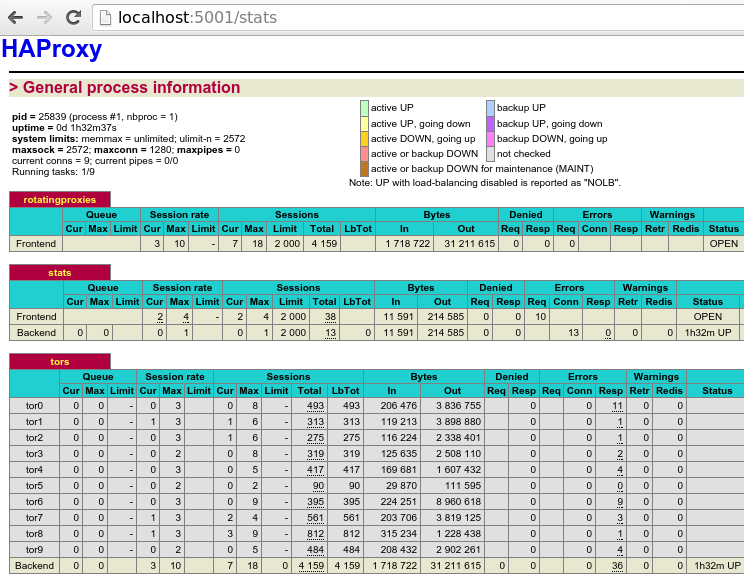 localhost:5001/stats
HAProxy
> General process information
pid = 25839 (process #1, nbproc = 1)
uptime = 0d 1h32m37s
system limits: memmax = unlimited; ulimit-n = 2572
maxsock = 2572; maxconn = 1280; maxpipes = 0
current conns = 9; current pipes = 0/0
Running tasks: 1/9
active UP backup UP
active UP, going down backup UP, going down
active DOWN, going up backup DOWN, going up
active or backup DOWN not checked
active or backup DOWN for maintenance (MAINT)
Note: UP with load-balancing disabled is reported as "NOLB".
rotatingproxies
Queue Session rate Sessions Bytes Denied Errors Warnings
Cur Max Limit Cur Max Limit Cur Max Limit Total LbTot In Out Req Resp Req Conn Resp Retr Redis Status
Frontend 3 10 - 7 18 2 000 4 159 1 718 722 31 211 615 0 0 0 OPEN
stats
Queue Session rate Sessions Bytes Denied Errors Warnings
Cur Max Limit Cur Max Limit Cur Max Limit Total LbTot In Out Req Resp Req Conn Resp Retr Redis Status
Frontend 2 4 - 2 4 2 000 38 11 591 214 585 0 0 10 OPEN
Backend 0 0 0 1 0 1 2 000 13 0 11 591 214 585 0 0 13 0 0 0 1h32m UP
tors
Queue Session rate Sessions Bytes Denied Errors Warnings
Cur Max Limit Cur Max Limit Cur Max Limit Total LbTot In Out Req Resp Req Conn Resp Retr Redis Status
tor0 0 0 - 0 3 0 8 - 493 493 206 476 3 836 755 0 0 11 0 0
tor1 0 0 - 1 3 1 6 - 313 313 119 213 3 898 880 0 0 1 0 0
tor2 0 0 - 0 3 1 6 - 275 275 116 224 2 338 401 0 0 1 0 0
tor3 0 0 - 0 2 0 8 - 319 319 125 635 2 508 110 0 0 2 0 0
tor4 0 0 - 0 3 0 5 - 417 417 169 681 1 607 432 0 0 4 0 0
tor5 0 0 - 0 2 0 2 - 90 90 29 870 111 595 0 0 0 0 0
tor6 0 0 - 0 3 0 9 - 395 395 224 251 8 960 618 0 0 9 0 0
tor7 0 0 - 1 3 2 4 - 561 561 203 706 3 819 125 0 0 3 0 0
tor8 0 0 - 1 3 3 9 - 812 812 315 234 1 228 438 0 0 1 0 0
tor9 0 0 - 0 2 0 5 - 484 484 208 432 2 902 261 0 0 4 0 0
Backend 0 0 3 10 7 18 0 4 159 4 159 1 718 722 31 211 615 0 0 0 36 0 0 1h32m UP